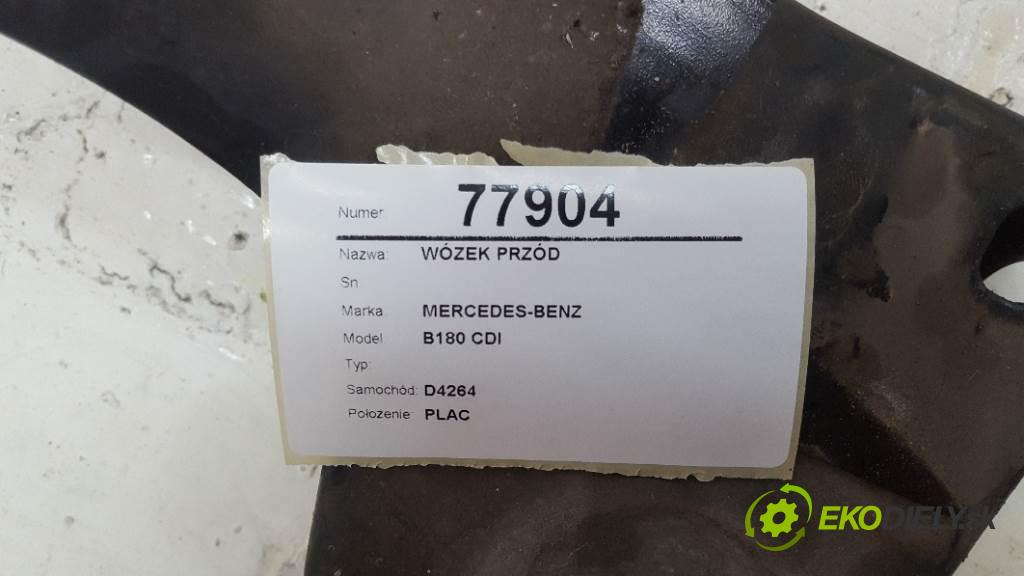 Numer 77904
Nazwa: WÓZEK PRZÓD
Sn
Marka MERCEDES-BENZ
Model B180 CDI
Typ:
Samochód: D4264
Położenie: PLAC
EKODIELY.SK